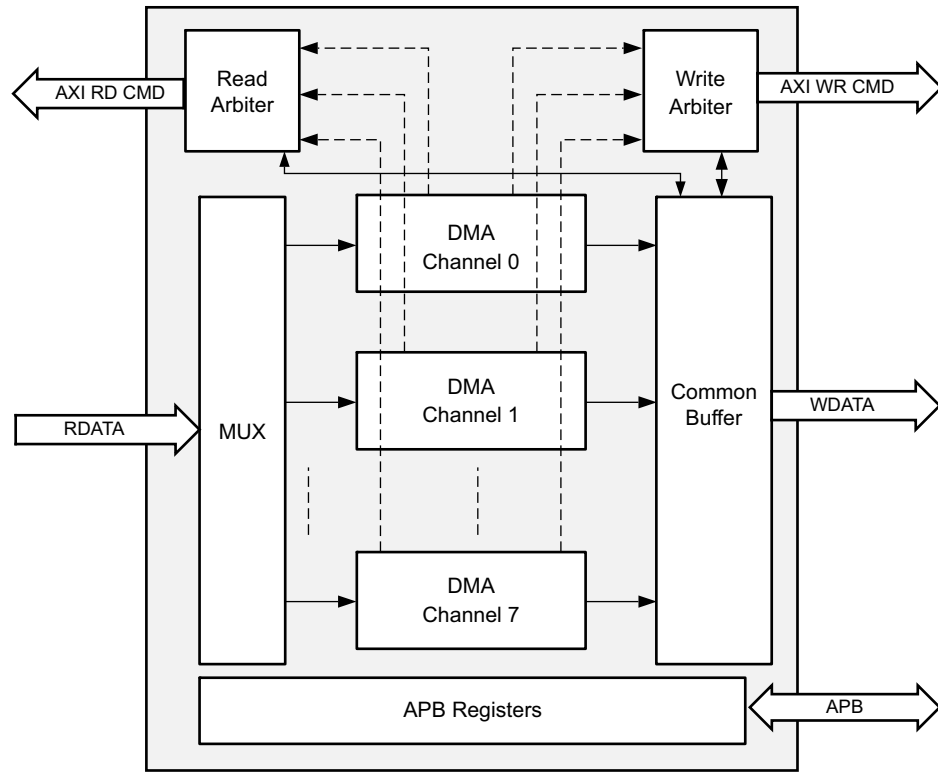 AXI RD CMD
Read
Arbiter
Write
Arbiter
AXI WR CMD
DMA
Channel 0
DMA
Channel 1
RDATA
MUX
Common
Buffer
WDATA
DMA
Channel 7
APB Registers
APB